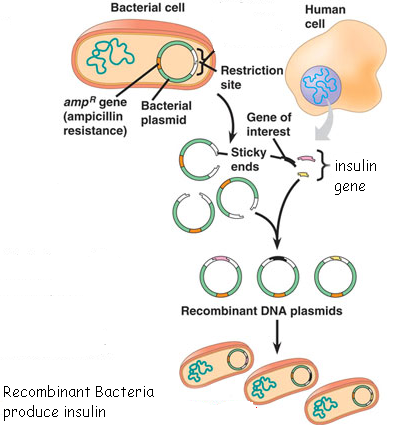 Bacterial cell
Human
cell
Restriction
site
ampR gene
(ampicillin
resistance)
Bacterial
plasmid
Gene of
interest
Sticky
ends
insulin
gene
Recombinant DNA plasmids
Recombinant Bacteria
produce insulin